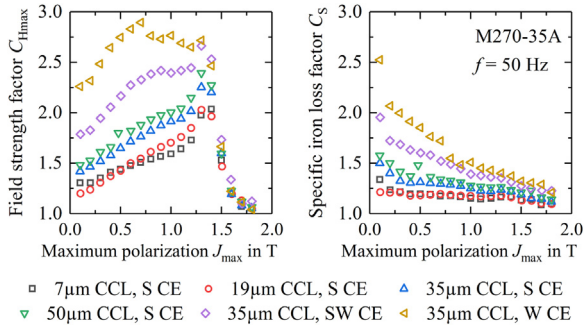 Field strength factor C_Hmax
3.0
2.5
2.0
1.5
1.0
0.0 0.5 1.0 1.5 2.0
Maximum polarization J_max in T
Specific iron loss factor C_S
3.0
2.5
2.0
1.5
1.0
M270-35A
f = 50 Hz
0.0 0.5 1.0 1.5 2.0
Maximum polarization J_max in T
7µm CCL, S CE 19µm CCL, S CE 35µm CCL, S CE
50µm CCL, S CE 35µm CCL, SW CE 35µm CCL, W CE